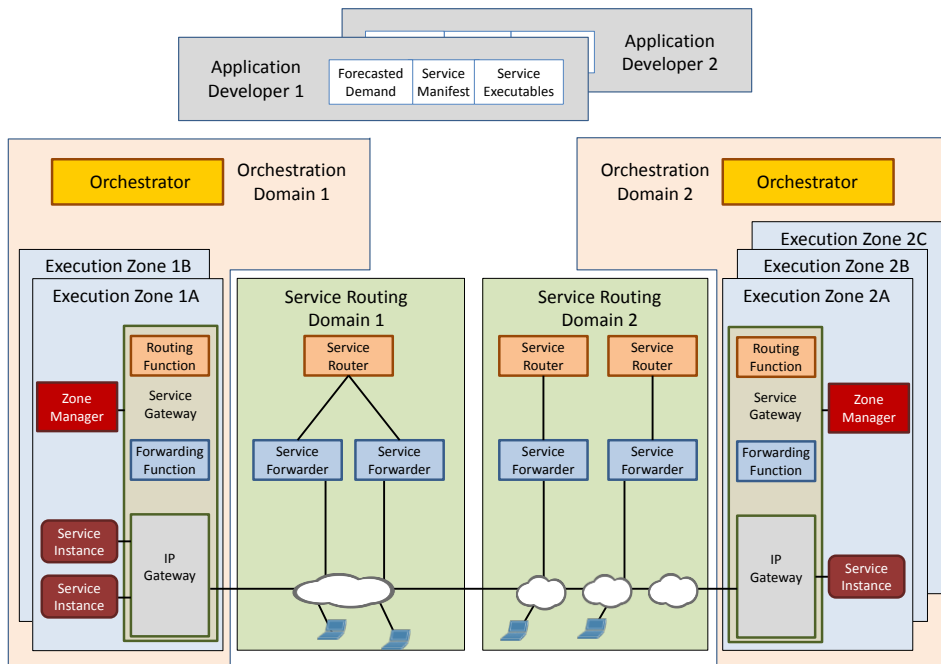 Application
Developer 2
Application
Developer 1
Forecasted
Demand
Service
Manifest
Service
Executables
Orchestrator
Orchestration
Domain 1
Orchestration
Domain 2
Orchestrator
Execution Zone 1B
Execution Zone 1A
Routing
Function
Zone
Manager
Service
Gateway
Forwarding
Function
Service
Instance
Service
Instance
IP
Gateway
Service Routing
Domain 1
Service
Router
Service
Forwarder
Service
Forwarder
Service Routing
Domain 2
Service
Router
Service
Router
Service
Forwarder
Service
Forwarder
Execution Zone 2C
Execution Zone 2B
Execution Zone 2A
Routing
Function
Service
Gateway
Zone
Manager
Forwarding
Function
IP
Gateway
Service
Instance